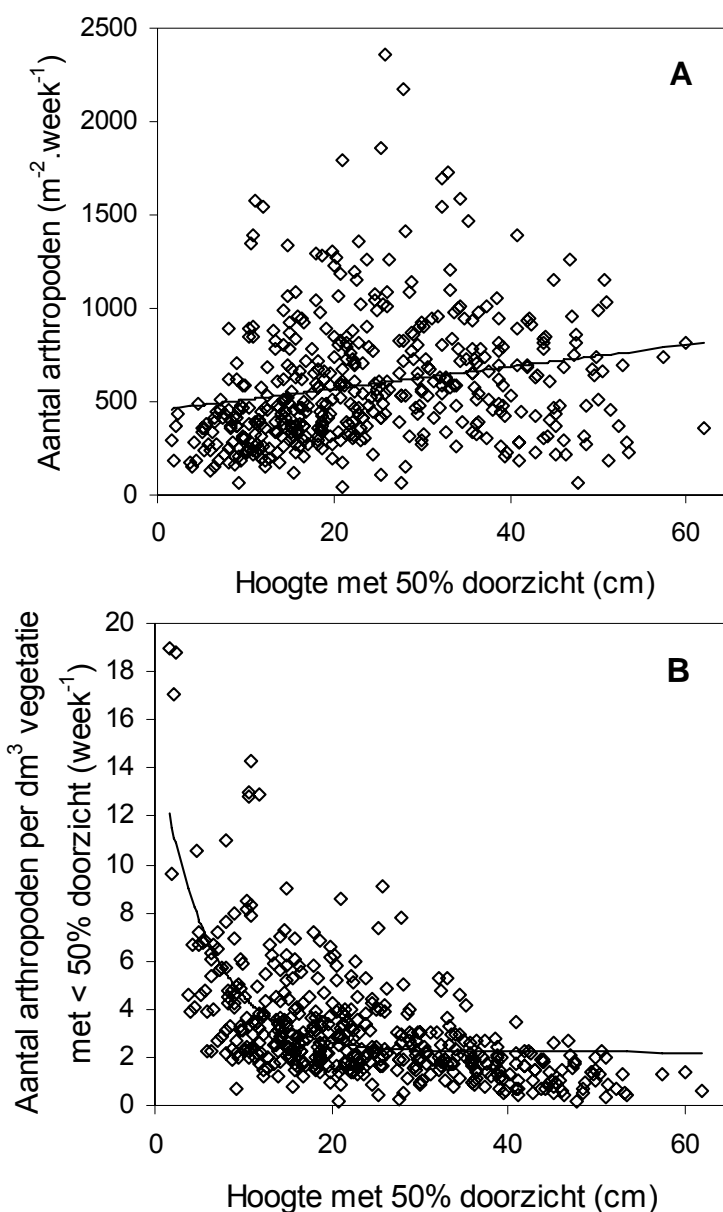 2500
2000
1500
1000
500
0
A
Aantal arthropoden (m⁻².week⁻¹)
0 20 40 60
Hoogte met 50% doorzicht (cm)
20
18
16
14
12
10
8
6
4
2
0
B
Aantal arthropoden per dm³ vegetatie
met < 50% doorzicht (week⁻¹)
0 20 40 60
Hoogte met 50% doorzicht (cm)